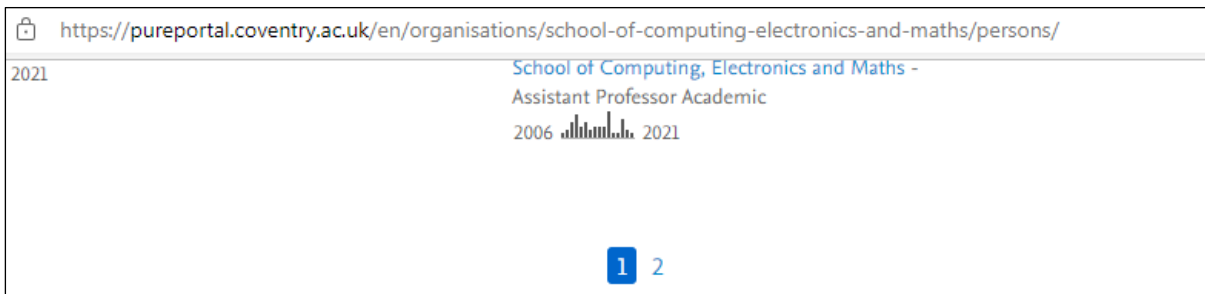 https://pureportal.coventry.ac.uk/en/organisations/school-of-computing-electronics-and-maths/persons/
2021
School of Computing, Electronics and Maths -
Assistant Professor Academic
2006 2021
1 2